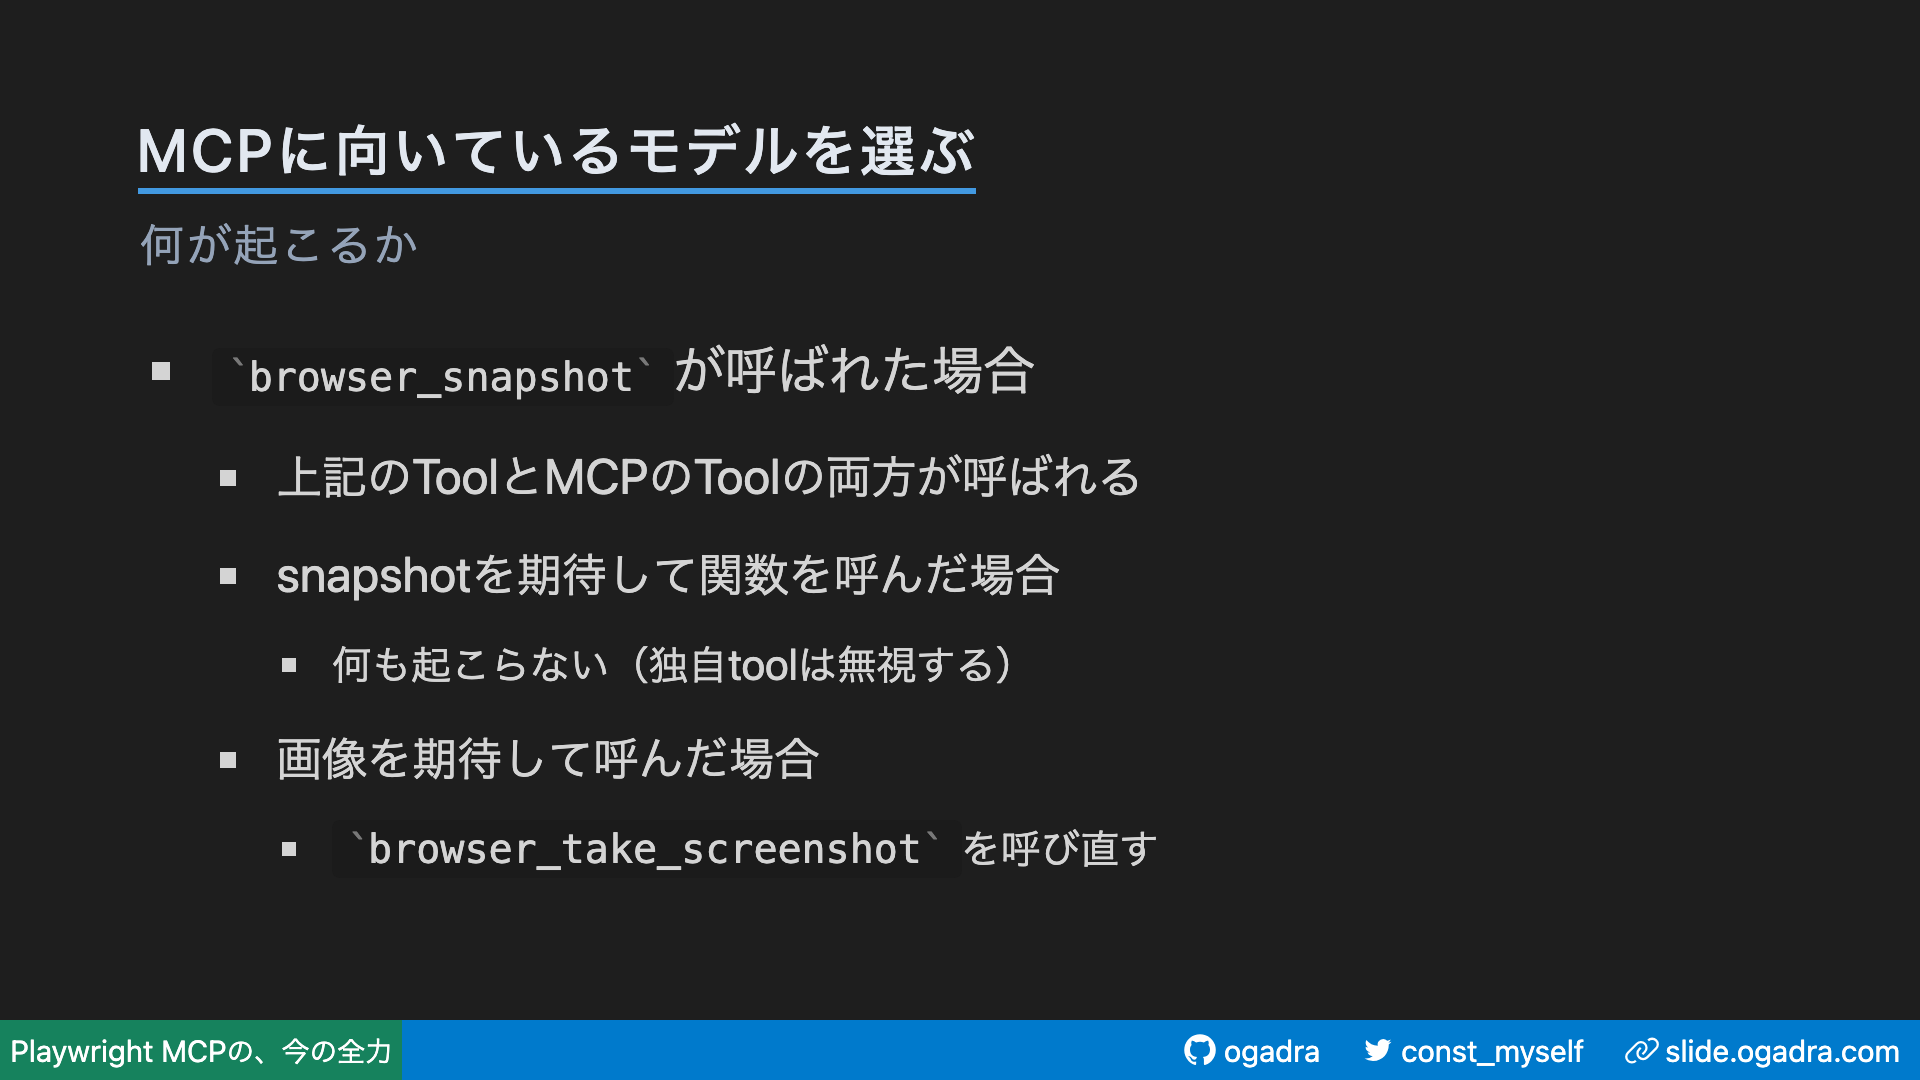 MCPに向いているモデルを選ぶ
何が起こるか
`browser_snapshot` が呼ばれた場合
上記のToolとMCPのToolの両方が呼ばれる
snapshotを期待して関数を呼んだ場合
何も起こらない（独自toolは無視する）
画像を期待して呼んだ場合
`browser_take_screenshot` を呼び直す
Playwright MCPの、今の全力
ogadra const_myself slide.ogadra.com